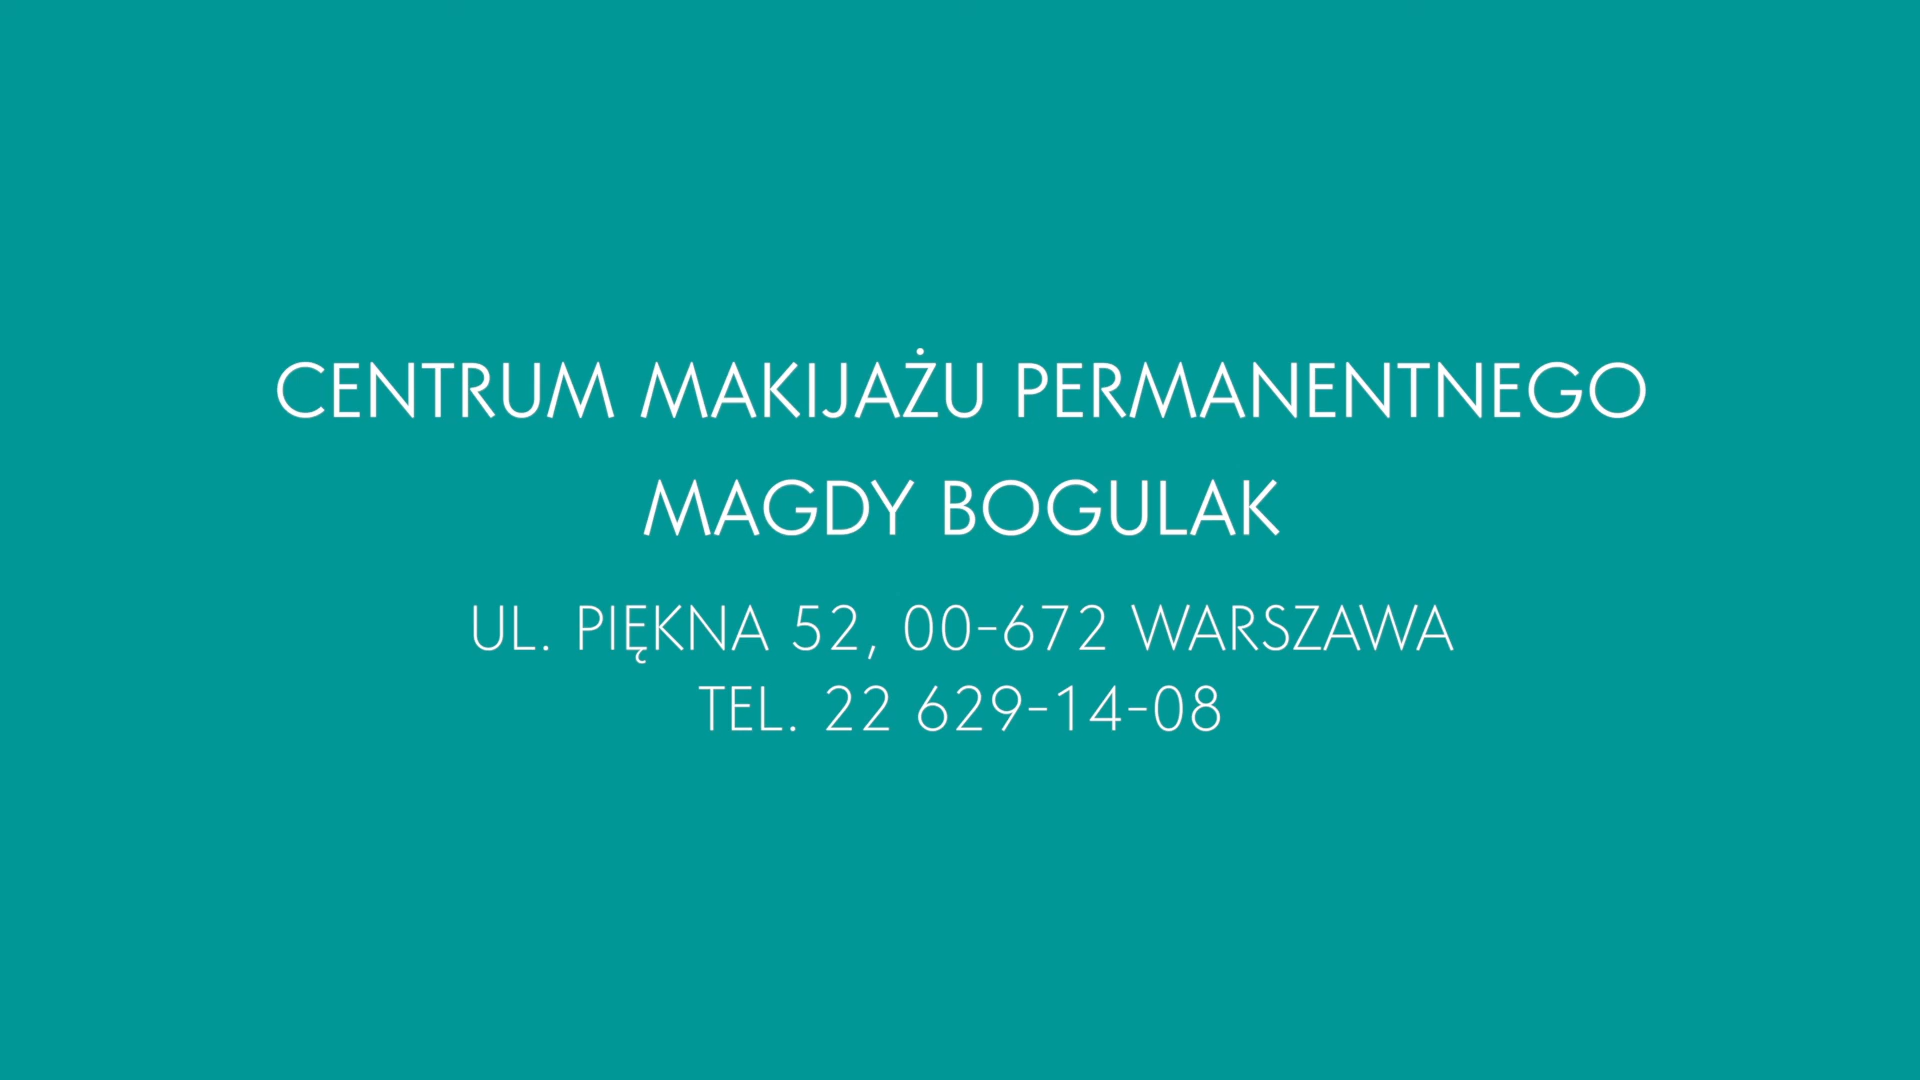 CENTRUM MAKIJAŻU PERMANENTNEGO
MAGDY BOGULAK
UL. PIĘKNA 52, 00-672 WARSZAWA
TEL. 22 629-14-08